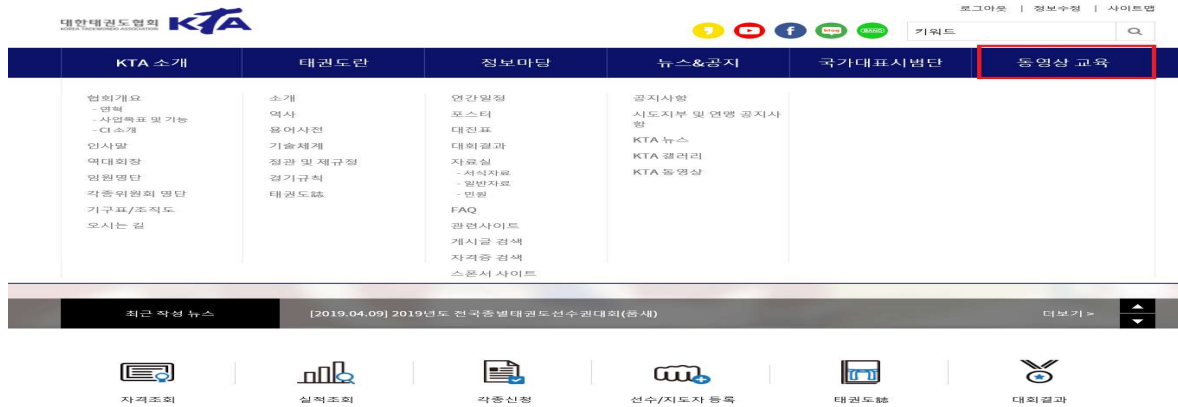 로그아웃 | 정보수정 | 사이트맵
대한태권도협회 KTA
KOREA TAEKWONDO ASSOCIATION
blog BAND 키워드
KTA 소개 태권도란 정보마당 뉴스&공지 국가대표시범단 동영상 교육
협회개요
- 연혁
- 사업목표 및 기능
- CI 소개
인사말
역대회장
임원명단
각종위원회 명단
기구표/조직도
오시는 길
소개
역사
용어사전
기술체계
정관 및 제규정
경기규칙
태권도誌
연간일정
포스터
대진표
대회결과
자료실
- 서식자료
- 일반자료
- 민원
FAQ
관련사이트
게시글 검색
자격증 검색
스폰서 사이트
공지사항
시도지부 및 연맹 공지사
항
KTA 뉴스
KTA 갤러리
KTA 동영상
최근 작성 뉴스 [2019.04.09] 2019년도 전국종별태권도선수권대회(품새) 더보기 >
자격조회 실적조회 각종신청 선수/지도자 등록 태권도誌 대회결과